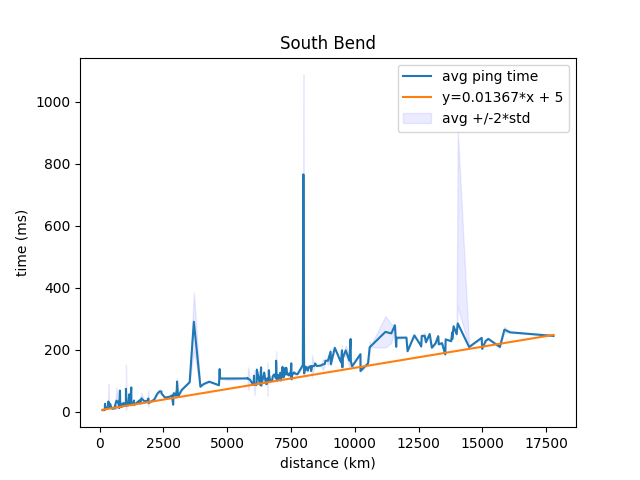 South Bend
avg ping time
y=0.01367*x + 5
avg +/-2*std
1000
800
600
400
200
0
time (ms)
0 2500 5000 7500 10000 12500 15000 17500
distance (km)